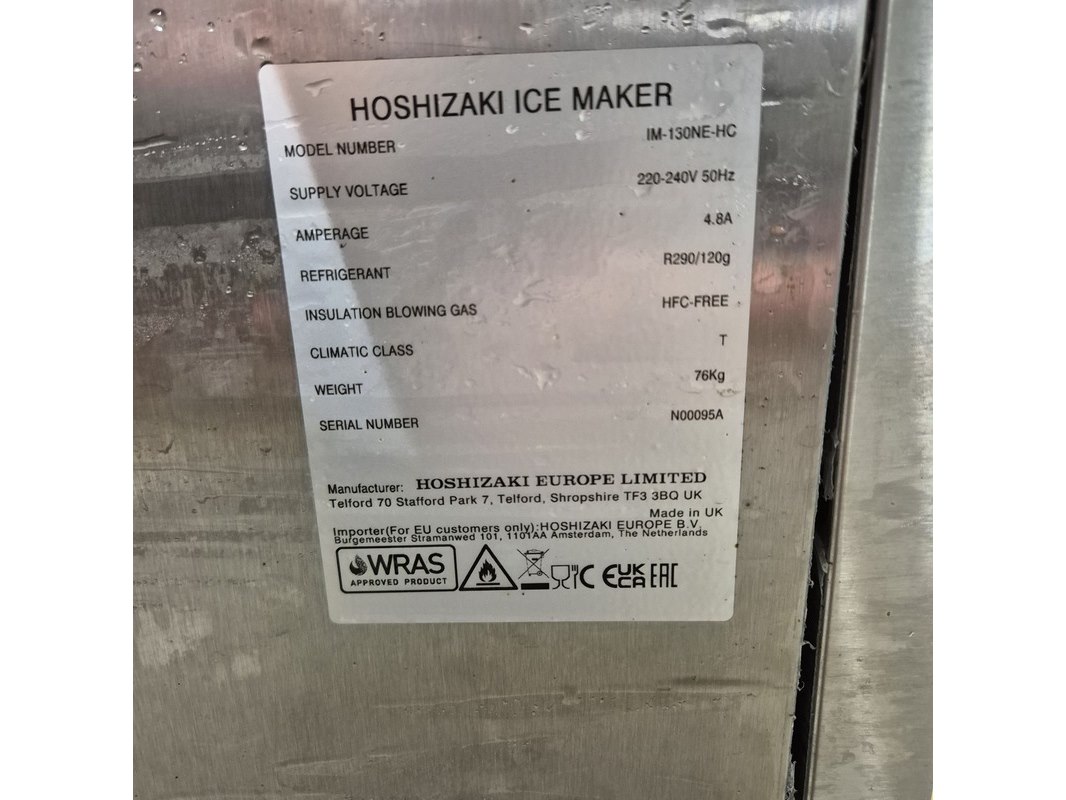 HOSHIZAKI ICE MAKER
MODEL NUMBER IM-130NE-HC
SUPPLY VOLTAGE 220-240V 50Hz
AMPERAGE 4.8A
REFRIGERANT R290/120g
INSULATION BLOWING GAS HFC-FREE
CLIMATIC CLASS T
WEIGHT 76Kg
SERIAL NUMBER N00095A
Manufacturer: HOSHIZAKI EUROPE LIMITED
Telford 70 Stafford Park 7, Telford, Shropshire TF3 3BQ UK
Made in UK
Importer(For EU customers only):HOSHIZAKI EUROPE B.V.
Burgemeester Stramanwed 101, 1101AA Amsterdam, The Netherlands
WRAS
APPROVED PRODUCT
CE UK CA EAC